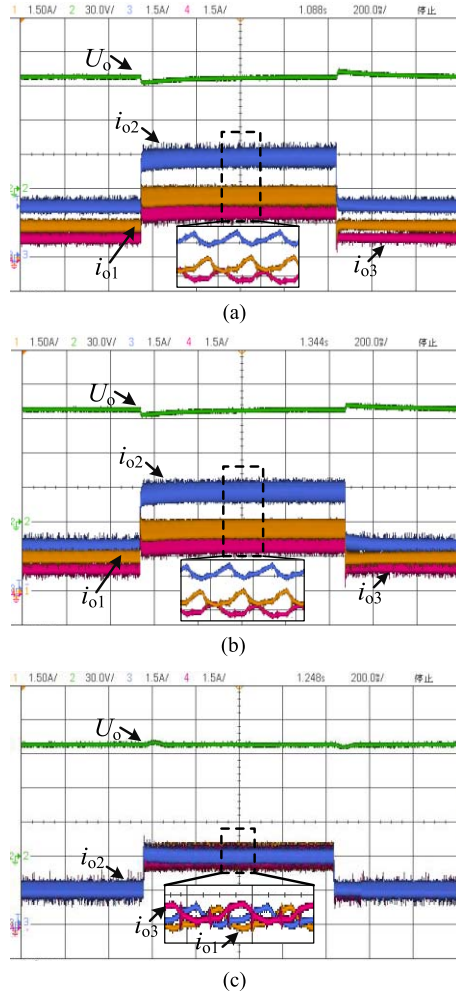 1 1.50A/ 2 30.0V/ 3 1.5A/ 4 1.5A/ 1.088s 200.0㎳/ 停止
Uo
io2
io1
io3
(a)
1 1.50A/ 2 30.0V/ 3 1.5A/ 4 1.5A/ 1.344s 200.0㎳/ 停止
Uo
io2
io1
io3
(b)
1 1.50A/ 2 30.0V/ 3 1.5A/ 4 1.5A/ 1.248s 200.0㎳/ 停止
Uo
io2
io3
io1
(c)